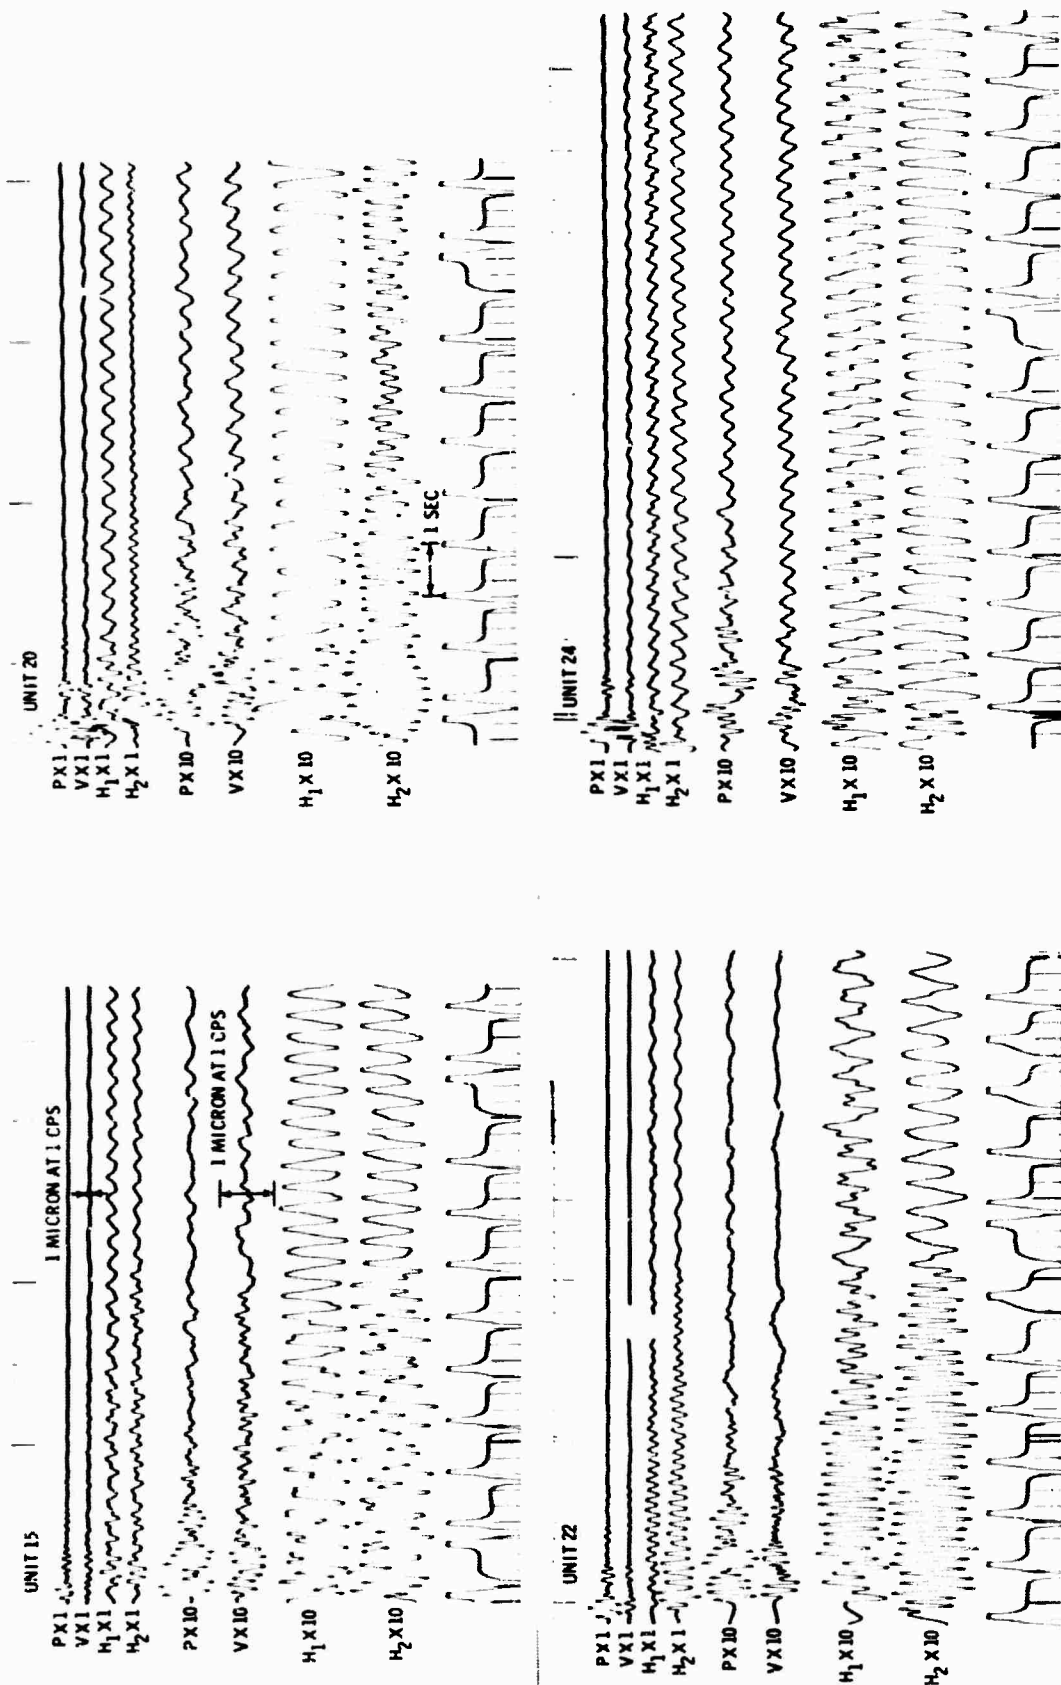 UNIT 15
1 MICRON AT 1 CPS
PX1
VX1
H₁X1
H₂X1
PX10
1 MICRON AT 1 CPS
VX10
H₁X10
H₂X10
UNIT 20
PX1
VX1
H₁X1
H₂X1
PX10
VX10
H₁X10
H₂X10
1 SEC
UNIT 22
PX1
VX1
H₁X1
H₂X1
PX10
VX10
H₁X10
H₂X10
UNIT 24
PX1
VX1
H₁X1
H₂X1
PX10
VX10
H₁X10
H₂X10